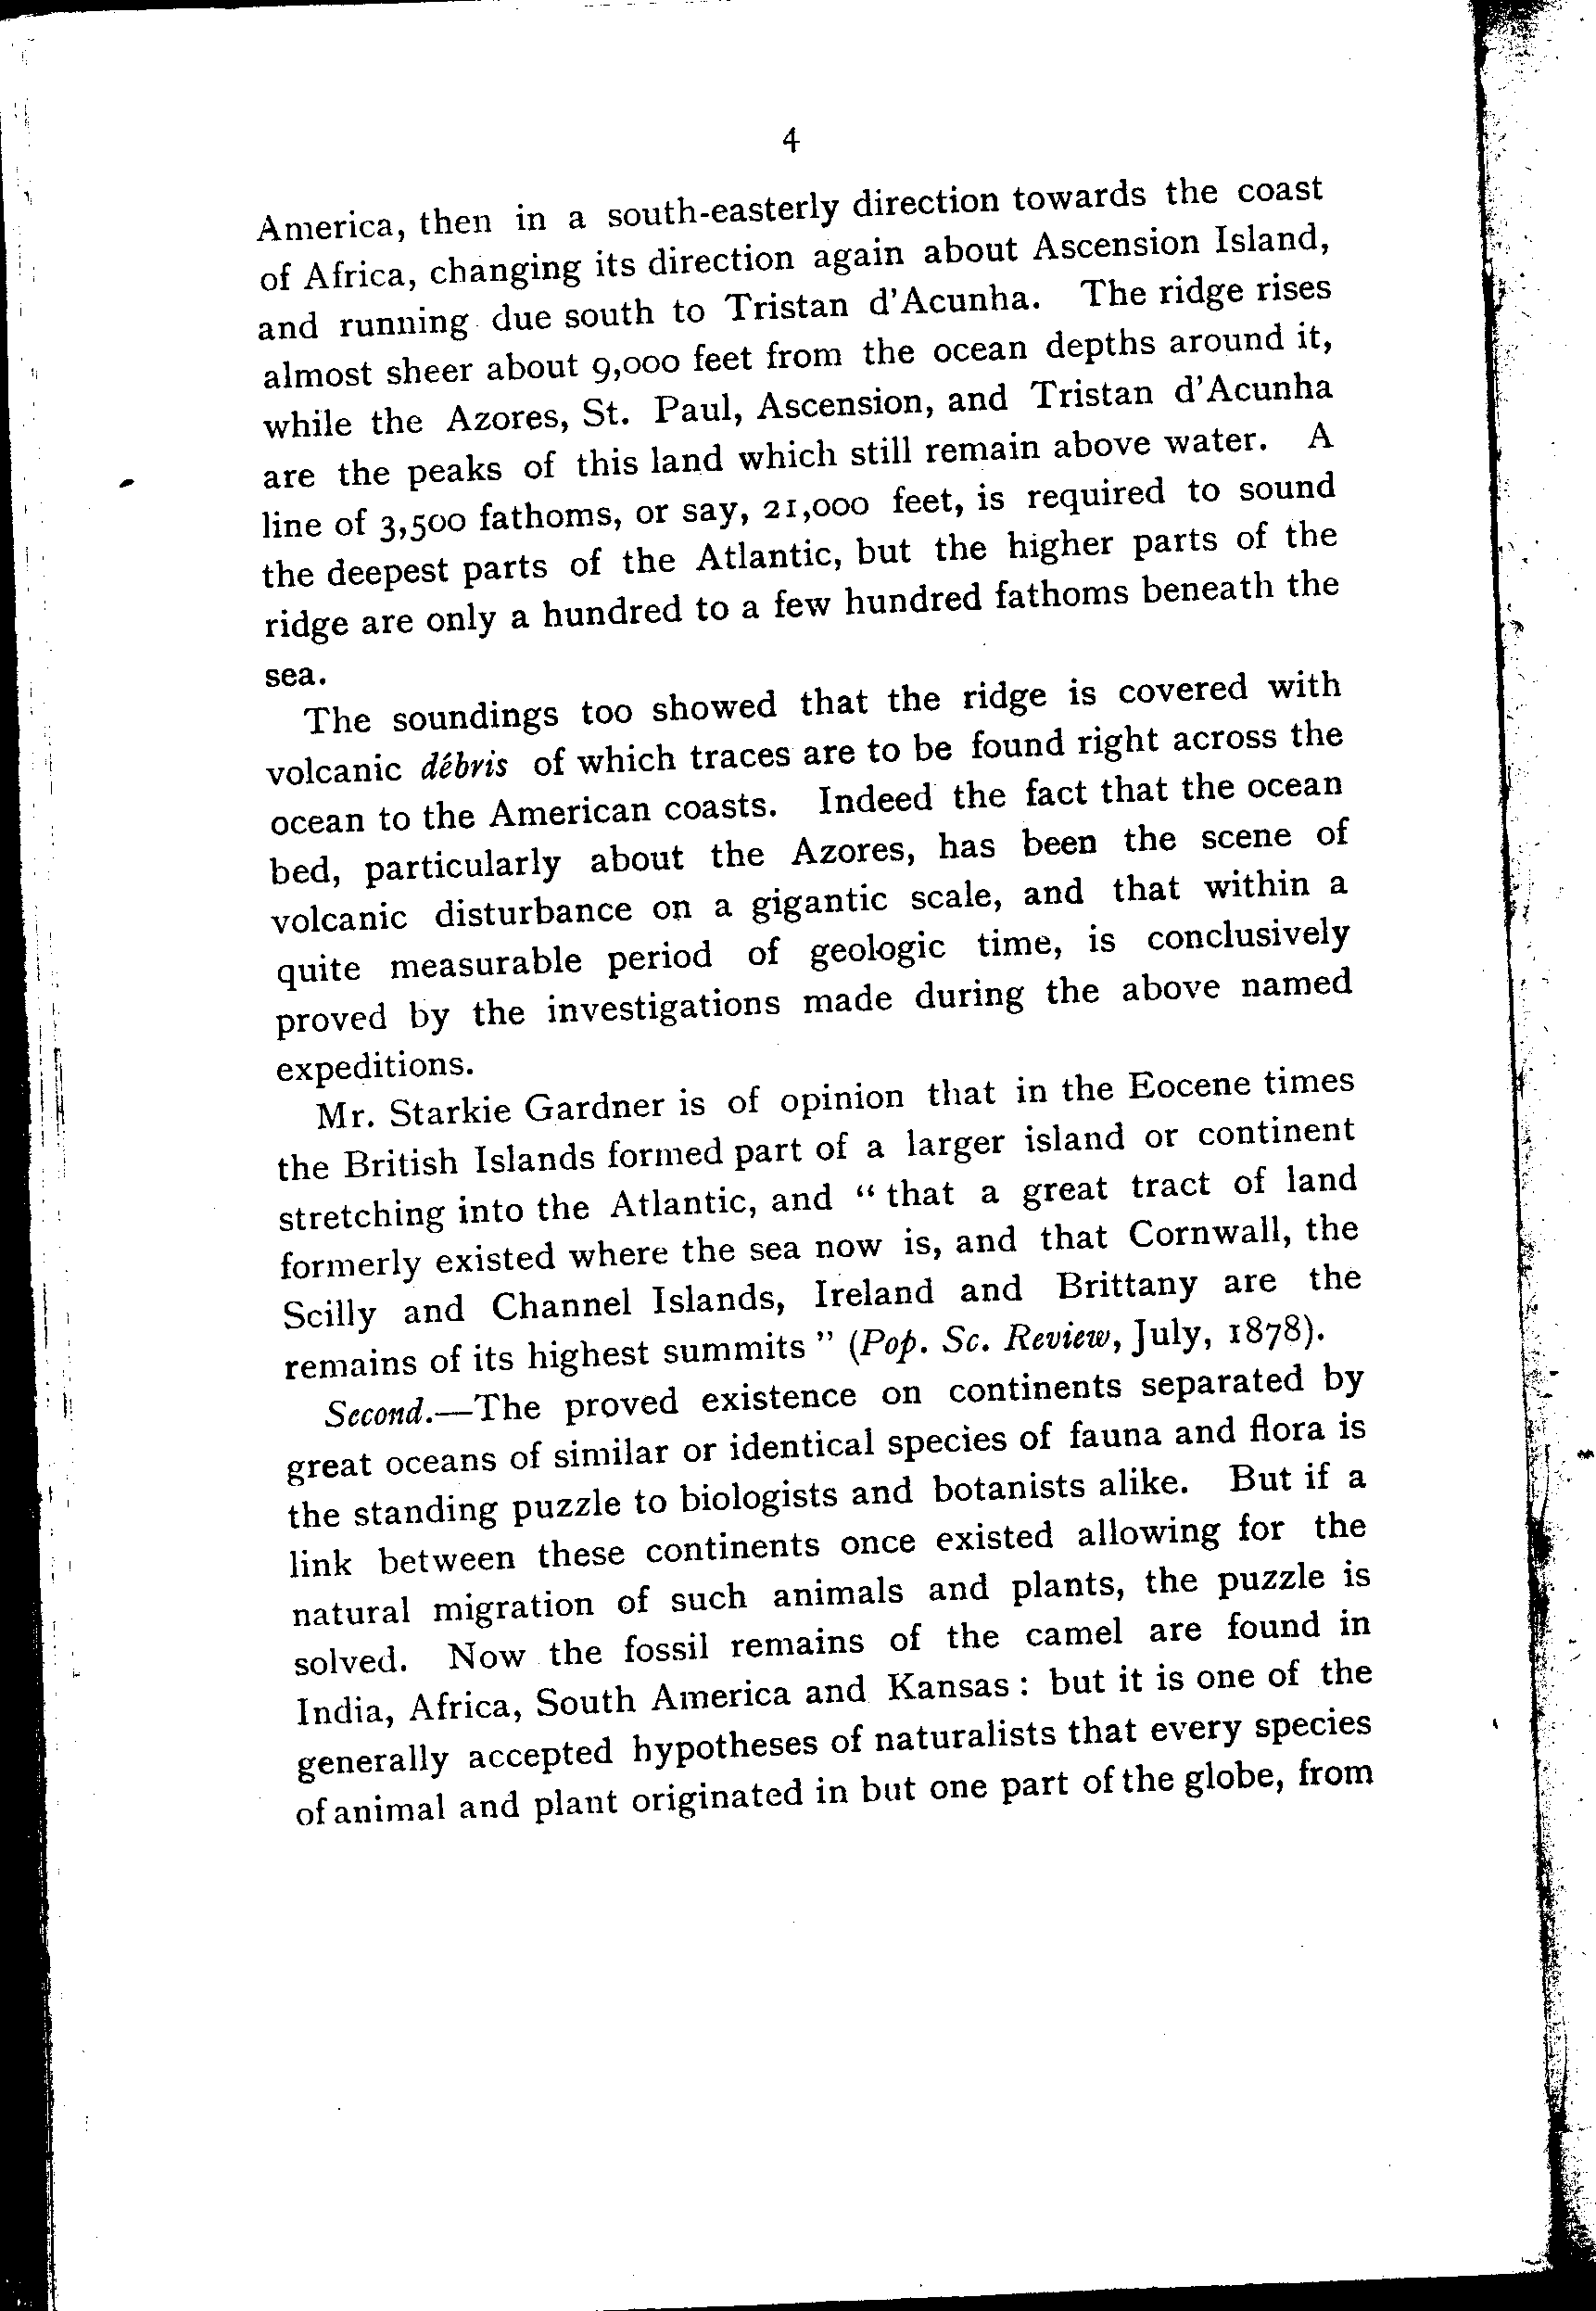 4
America, then in a south-easterly direction towards the coast
of Africa, changing its direction again about Ascension Island,
and running due south to Tristan d'Acunha. The ridge rises
almost sheer about 9,000 feet from the ocean depths around it,
while the Azores, St. Paul, Ascension, and Tristan d'Acunha
are the peaks of this land which still remain above water. A
line of 3,500 fathoms, or say, 21,000 feet, is required to sound
the deepest parts of the Atlantic, but the higher parts of the
ridge are only a hundred to a few hundred fathoms beneath the
sea.
The soundings too showed that the ridge is covered with
volcanic débris of which traces are to be found right across the
ocean to the American coasts. Indeed the fact that the ocean
bed, particularly about the Azores, has been the scene of
volcanic disturbance on a gigantic scale, and that within a
quite measurable period of geologic time, is conclusively
proved by the investigations made during the above named
expeditions.
Mr. Starkie Gardner is of opinion that in the Eocene times
the British Islands formed part of a larger island or continent
stretching into the Atlantic, and “ that a great tract of land
formerly existed where the sea now is, and that Cornwall, the
Scilly and Channel Islands, Ireland and Brittany are the
remains of its highest summits ” (Pop. Sc. Review, July, 1878).
Second.—The proved existence on continents separated by
great oceans of similar or identical species of fauna and flora is
the standing puzzle to biologists and botanists alike. But if a
link between these continents once existed allowing for the
natural migration of such animals and plants, the puzzle is
solved. Now the fossil remains of the camel are found in
India, Africa, South America and Kansas : but it is one of the
generally accepted hypotheses of naturalists that every species
of animal and plant originated in but one part of the globe, from